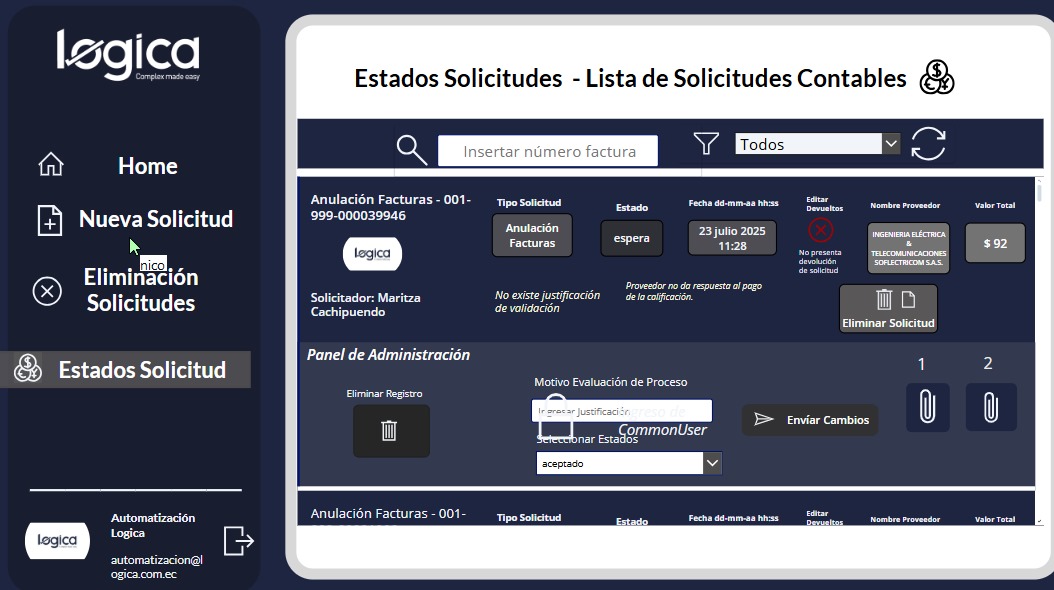 løgica
Complex made easy
Home
Nueva Solicitud
nico
Eliminación
Solicitudes
Estados Solicitud
Automatización
Logica
løgica
automatizacion@l
ogica.com.ec
Estados Solicitudes - Lista de Solicitudes Contables
Insertar número factura
Todos
Anulación Facturas - 001-
999-000039946
løgica
Solicitador: Maritza
Cachipuendo
Tipo Solicitud
Anulación
Facturas
No existe justificación
de validación
Estado
espera
Proveedor no da respuesta al pago
de la calificación.
Fecha dd-mm-aa hh:ss
23 julio 2025
11:28
Editar
Devueltos
No presenta
devolución
de solicitud
Nombre Proveedor
INGENIERIA ELÉCTRICA
&
TELECOMUNICACIONES
SOFLECTRICOM S.A.S.
Valor Total
$ 92
Eliminar Solicitud
Panel de Administración
Eliminar Registro
Motivo Evaluación de Proceso
Ingresar Justificación
Ingreso de
CommonUser
Seleccionar Estados
aceptado
Envíar Cambios
1
2
Anulación Facturas - 001-
Tipo Solicitud
Estado
Fecha dd-mm-aa hh:ss
Editar
Devueltos
Nombre Proveedor
Valor Total